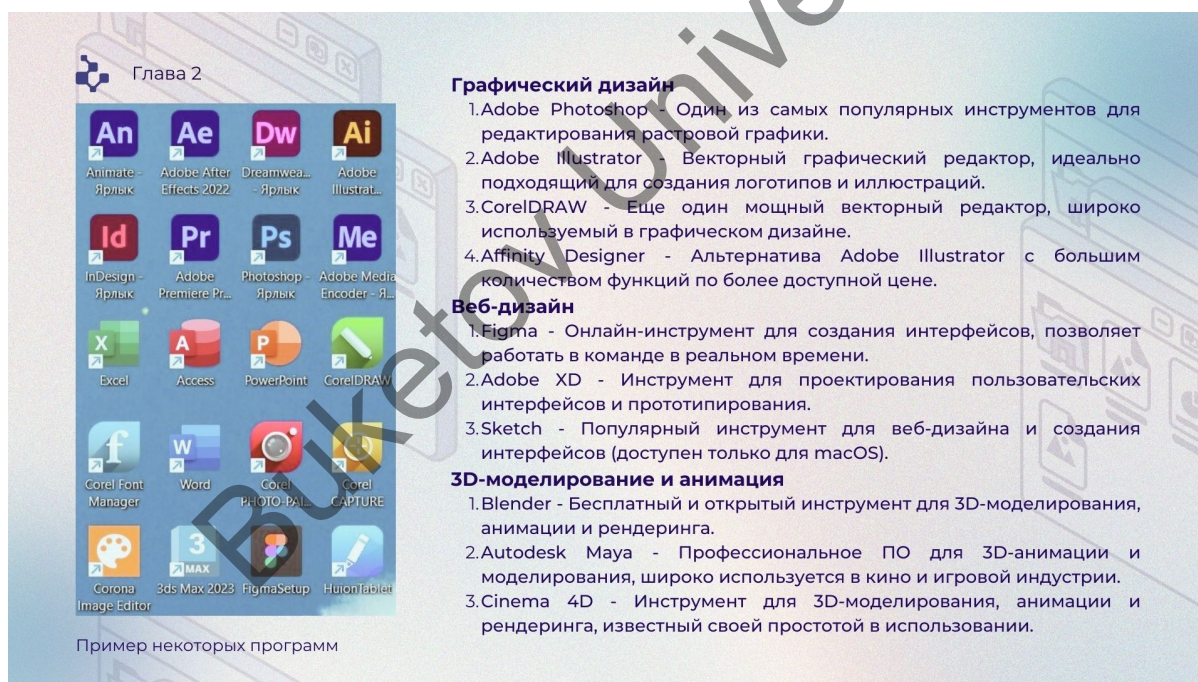 Глава 2
An
Ae
Dw
Ai
Animate -
Ярлык
Adobe After
Effects 2022
Dreamwea...
- Ярлык
Adobe
Illustrat...
Id
Pr
Ps
Me
InDesign -
Ярлык
Adobe
Premiere Pr...
Photoshop -
Ярлык
Adobe Media
Encoder - Я...
X
A
P
Excel
Access
PowerPoint
CorelDRAW
f
W
Corel Font
Manager
Word
Corel
PHOTO-PAI...
Corel
CAPTURE
3
MAX
Corona
Image Editor
3ds Max 2023
FigmaSetup
HuionTablet
Пример некоторых программ
Графический дизайн
1. Adobe Photoshop - Один из самых популярных инструментов для
редактирования растровой графики.
2. Adobe Illustrator - Векторный графический редактор, идеально
подходящий для создания логотипов и иллюстраций.
3. CorelDRAW - Еще один мощный векторный редактор, широко
используемый в графическом дизайне.
4. Affinity Designer - Альтернатива Adobe Illustrator с большим
количеством функций по более доступной цене.
Веб-дизайн
1. Figma - Онлайн-инструмент для создания интерфейсов, позволяет
работать в команде в реальном времени.
2. Adobe XD - Инструмент для проектирования пользовательских
интерфейсов и прототипирования.
3. Sketch - Популярный инструмент для веб-дизайна и создания
интерфейсов (доступен только для macOS).
3D-моделирование и анимация
1. Blender - Бесплатный и открытый инструмент для 3D-моделирования,
анимации и рендеринга.
2. Autodesk Maya - Профессиональное ПО для 3D-анимации и
моделирования, широко используется в кино и игровой индустрии.
3. Cinema 4D - Инструмент для 3D-моделирования, анимации и
рендеринга, известный своей простотой в использовании.
Buketov Unive